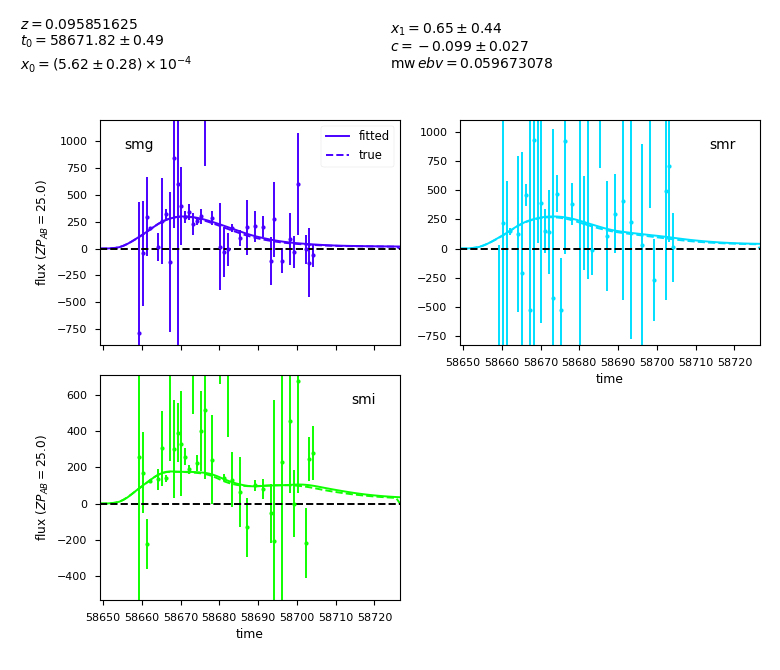 z = 0.095851625
t₀ = 58671.82 ± 0.49
x₀ = (5.62 ± 0.28) × 10⁻⁴
x₁ = 0.65 ± 0.44
c = −0.099 ± 0.027
mw ebv = 0.059673078
smg
fitted
true
1000
750
500
250
0
−250
−500
−750
flux (ZP_AB = 25.0)
smr
1000
750
500
250
0
−250
−500
−750
58650 58660 58670 58680 58690 58700 58710 58720
time
smi
600
400
200
0
−200
−400
flux (ZP_AB = 25.0)
58650 58660 58670 58680 58690 58700 58710 58720
time